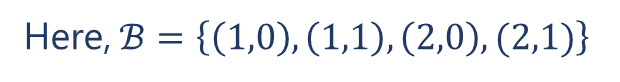 Here, ℬ = {(1,0), (1,1), (2,0), (2,1)}